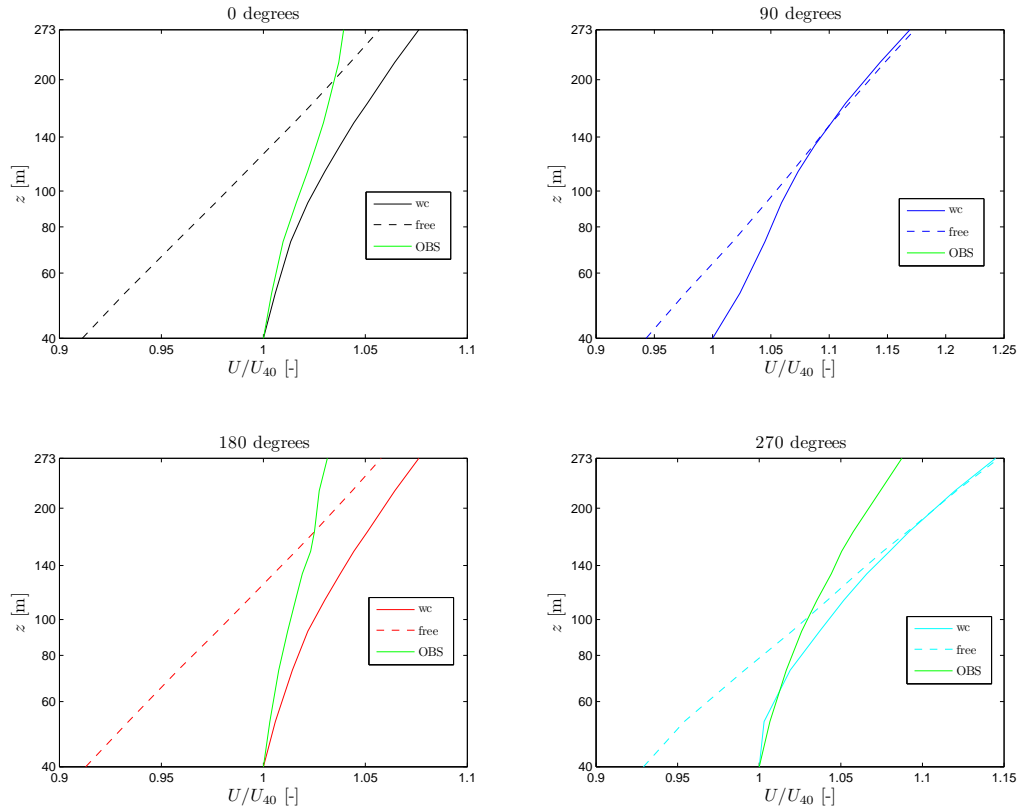 0 degrees
273
200
140
100
80
60
40
z [m]
wc
free
OBS
0.9
0.95
1
1.05
1.1
U/U40 [-]
90 degrees
273
200
140
100
80
60
40
z [m]
wc
free
OBS
0.9
0.95
1
1.05
1.1
1.15
1.2
1.25
U/U40 [-]
180 degrees
273
200
140
100
80
60
40
z [m]
wc
free
OBS
0.9
0.95
1
1.05
1.1
U/U40 [-]
270 degrees
273
200
140
100
80
60
40
z [m]
wc
free
OBS
0.9
0.95
1
1.05
1.1
1.15
U/U40 [-]